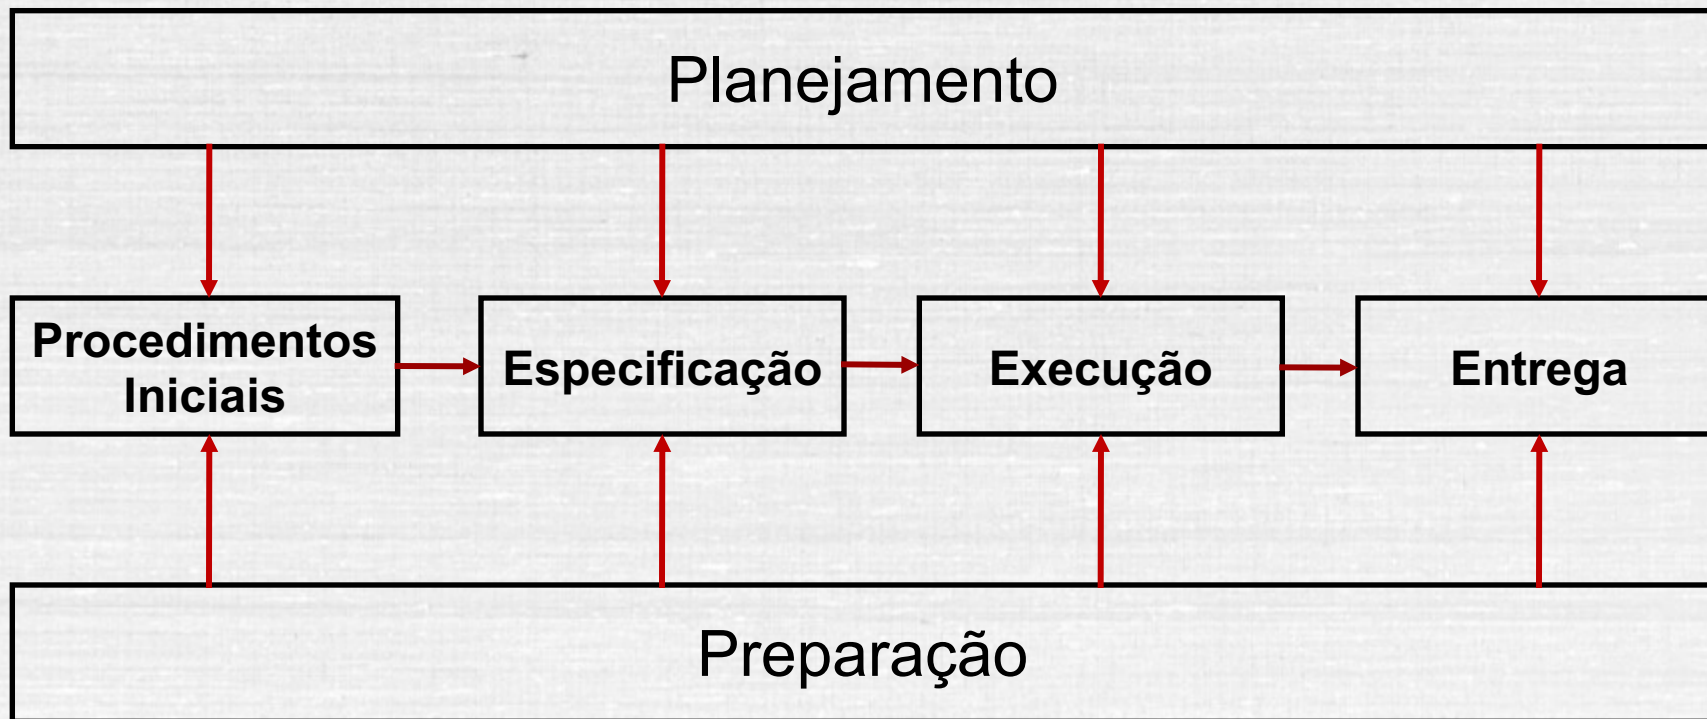 Planejamento
Procedimentos
Iniciais
Especificação
Execução
Entrega
Preparação